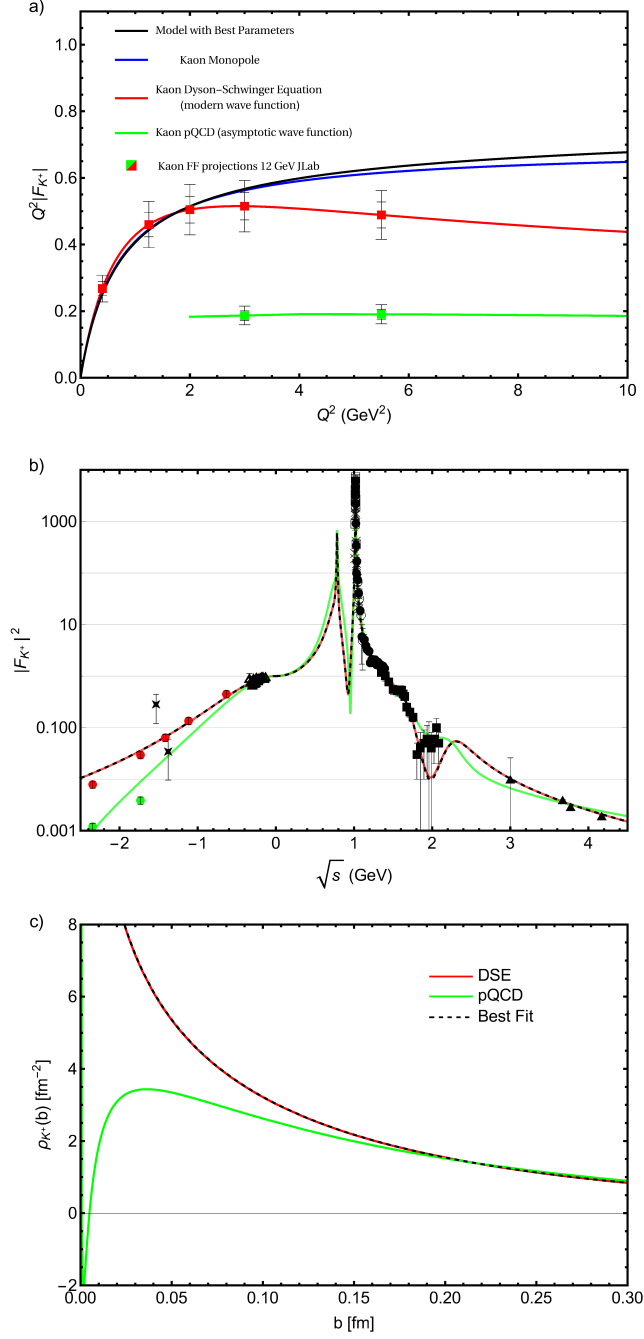 a)
Model with Best Parameters
Kaon Monopole
Kaon Dyson−Schwinger Equation
(modern wave function)
Kaon pQCD (asymptotic wave function)
Kaon FF projections 12 GeV JLab
1.0
0.8
0.6
0.4
0.2
0.0
Q²|F_K⁺|
0 2 4 6 8 10
Q² (GeV²)
b)
1000
10
0.100
0.001
|F_K⁺|²
−2 −1 0 1 2 3 4
√s (GeV)
c)
DSE
pQCD
Best Fit
8
6
4
2
0
−2
ρ_K⁺(b) [fm⁻²]
0.00 0.05 0.10 0.15 0.20 0.25 0.30
b [fm]